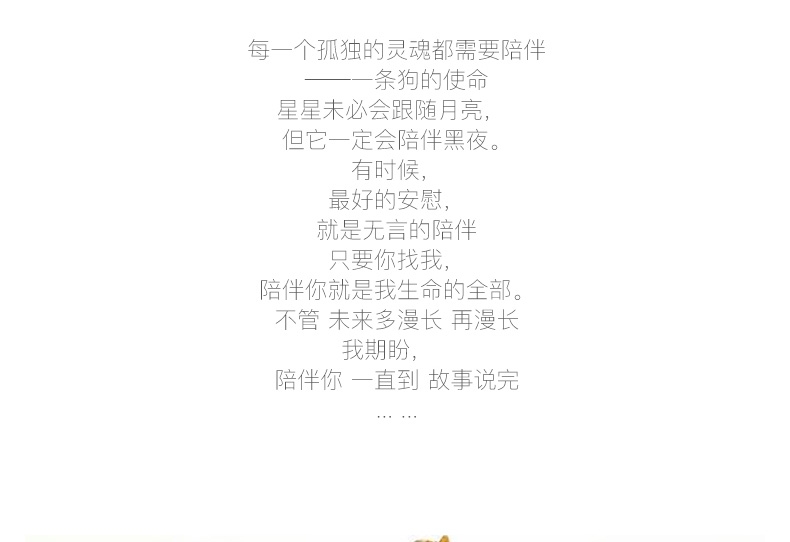 每一个孤独的灵魂都需要陪伴
——一条狗的使命
星星未必会跟随月亮，
但它一定会陪伴黑夜。
有时候，
最好的安慰，
就是无言的陪伴
只要你找我，
陪伴你就是我生命的全部。
不管 未来多漫长 再漫长
我期盼，
陪伴你 一直到 故事说完
... ...